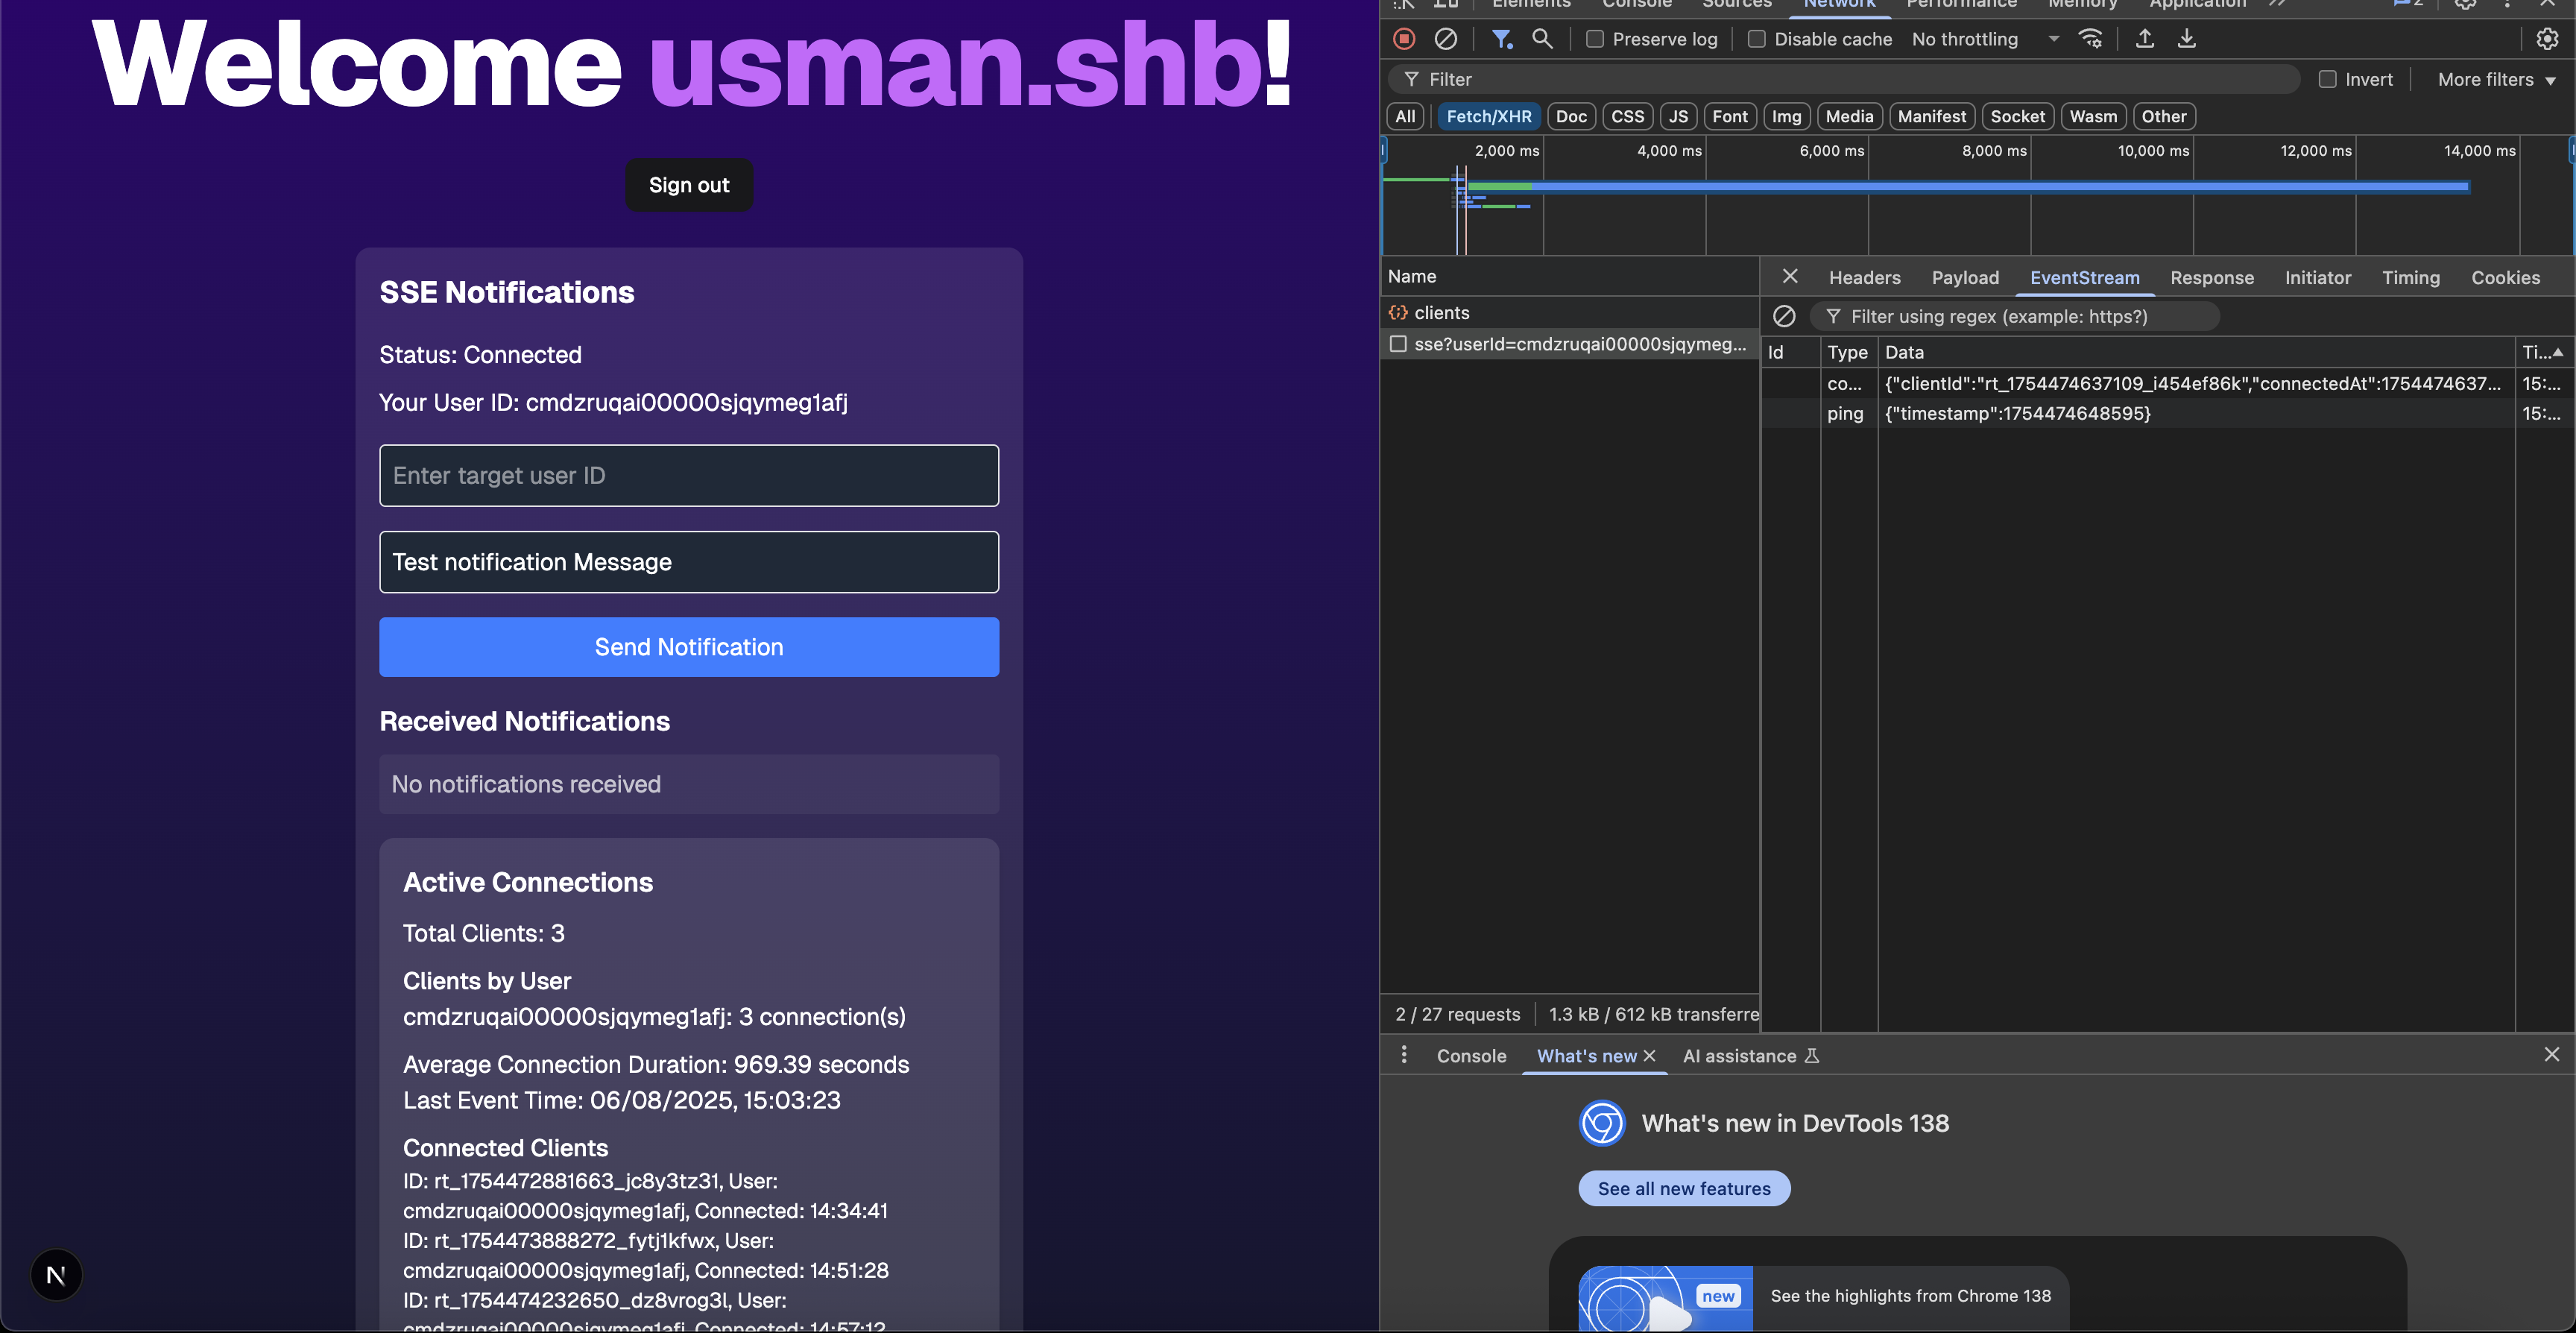 Welcome usman.shb!
Sign out
SSE Notifications
Status: Connected
Your User ID: cmdzruqai00000sjqymeg1afj
Enter target user ID
Test notification Message
Send Notification
Received Notifications
No notifications received
Active Connections
Total Clients: 3
Clients by User
cmdzruqai00000sjqymeg1afj: 3 connection(s)
Average Connection Duration: 969.39 seconds
Last Event Time: 06/08/2025, 15:03:23
Connected Clients
ID: rt_1754472881663_jc8y3tz31, User:
cmdzruqai00000sjqymeg1afj, Connected: 14:34:41
ID: rt_1754473888272_fytj1kfwx, User:
cmdzruqai00000sjqymeg1afj, Connected: 14:51:28
ID: rt_1754474232650_dz8vrog3l, User:
cmdzruqai00000sjqymeg1afj, Connected: 14:57:12
N
Elements Console Sources Network Performance Memory Application 2
Preserve log Disable cache No throttling
Filter Invert More filters
All Fetch/XHR Doc CSS JS Font Img Media Manifest Socket Wasm Other
2,000 ms 4,000 ms 6,000 ms 8,000 ms 10,000 ms 12,000 ms 14,000 ms
Name
clients
sse?userId=cmdzruqai00000sjqymeg...
Headers Payload EventStream Response Initiator Timing Cookies
Filter using regex (example: https?)
Id Type Data Ti...
co... {"clientId":"rt_1754474637109_i454ef86k","connectedAt":1754474637... 15:...
ping {"timestamp":1754474648595} 15:...
2 / 27 requests 1.3 kB / 612 kB transferre
Console What's new AI assistance
What's new in DevTools 138
See all new features
new
See the highlights from Chrome 138